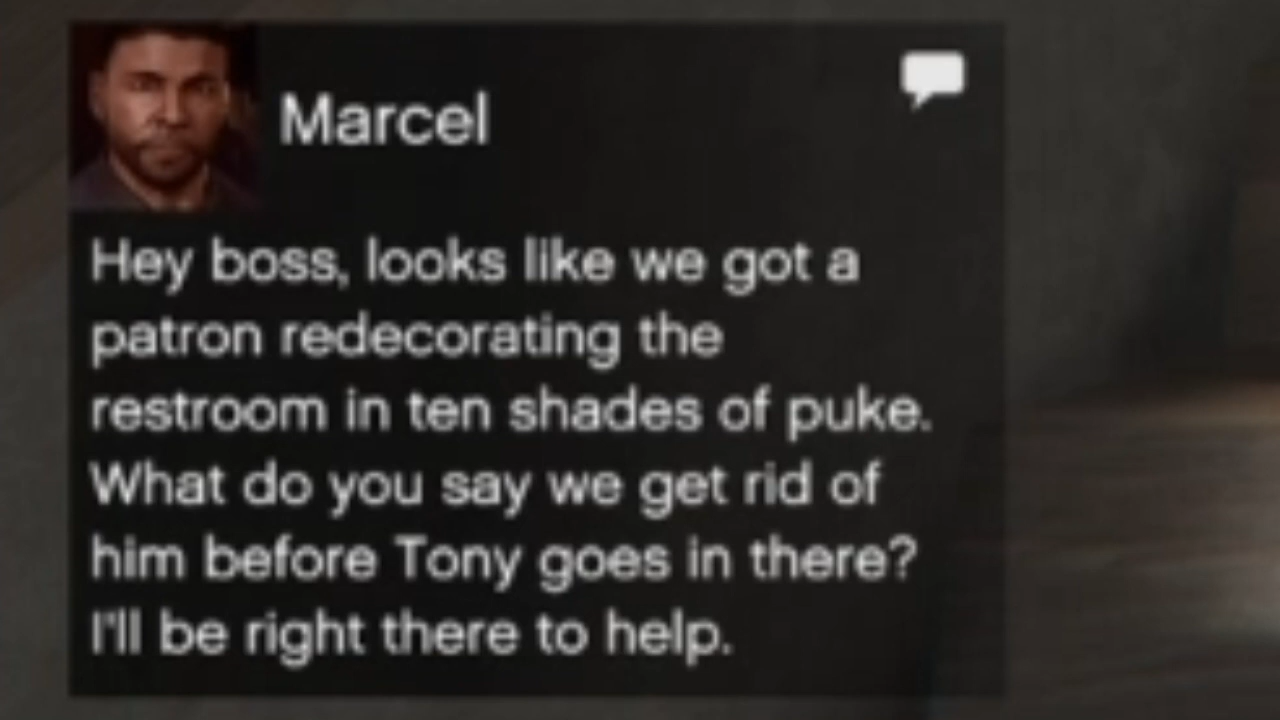 Marcel
Hey boss, looks like we got a
patron redecorating the
restroom in ten shades of puke.
What do you say we get rid of
him before Tony goes in there?
I'll be right there to help.